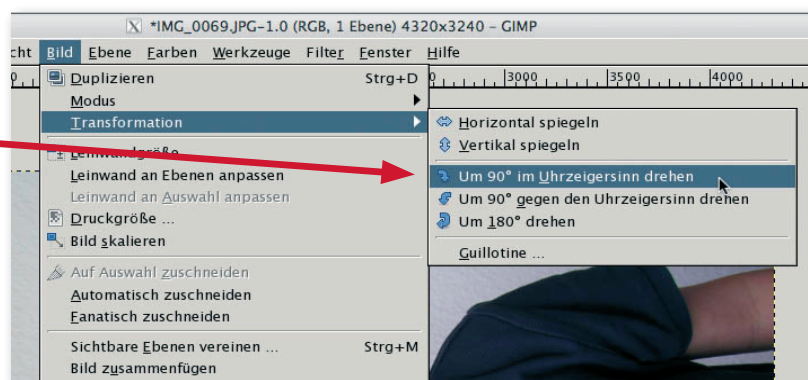 *IMG_0069.JPG-1.0 (RGB, 1 Ebene) 4320x3240 – GIMP
cht Bild Ebene Farben Werkzeuge Filter Fenster Hilfe
3000 3500 4000
Duplizieren Strg+D
Modus
Transformation
Leinwandgröße
Leinwand an Ebenen anpassen
Leinwand an Auswahl anpassen
Druckgröße ...
Bild skalieren
Auf Auswahl zuschneiden
Automatisch zuschneiden
Fanatisch zuschneiden
Sichtbare Ebenen vereinen ... Strg+M
Bild zusammenfügen
Horizontal spiegeln
Vertikal spiegeln
Um 90° im Uhrzeigersinn drehen
Um 90° gegen den Uhrzeigersinn drehen
Um 180° drehen
Guillotine ...